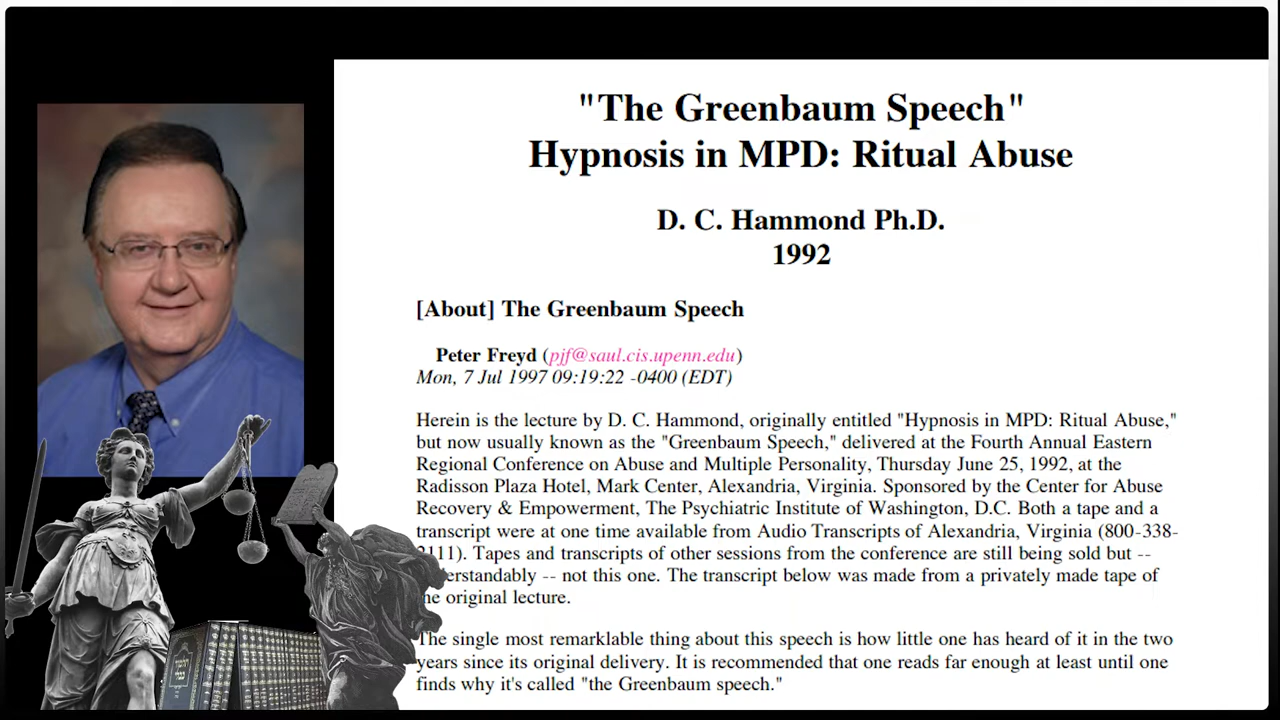 "The Greenbaum Speech"
Hypnosis in MPD: Ritual Abuse
D. C. Hammond Ph.D.
1992
[About] The Greenbaum Speech
Peter Freyd (pjf@saul.cis.upenn.edu)
Mon, 7 Jul 1997 09:19:22 -0400 (EDT)
Herein is the lecture by D. C. Hammond, originally entitled "Hypnosis in MPD: Ritual Abuse,"
but now usually known as the "Greenbaum Speech," delivered at the Fourth Annual Eastern
Regional Conference on Abuse and Multiple Personality, Thursday June 25, 1992, at the
Radisson Plaza Hotel, Mark Center, Alexandria, Virginia. Sponsored by the Center for Abuse
Recovery & Empowerment, The Psychiatric Institute of Washington, D.C. Both a tape and a
transcript were at one time available from Audio Transcripts of Alexandria, Virginia (800-338-
2111). Tapes and transcripts of other sessions from the conference are still being sold but --
erstandably -- not this one. The transcript below was made from a privately made tape of
the original lecture.
The single most remarklable thing about this speech is how little one has heard of it in the two
years since its original delivery. It is recommended that one reads far enough at least until one
finds why it's called "the Greenbaum speech."